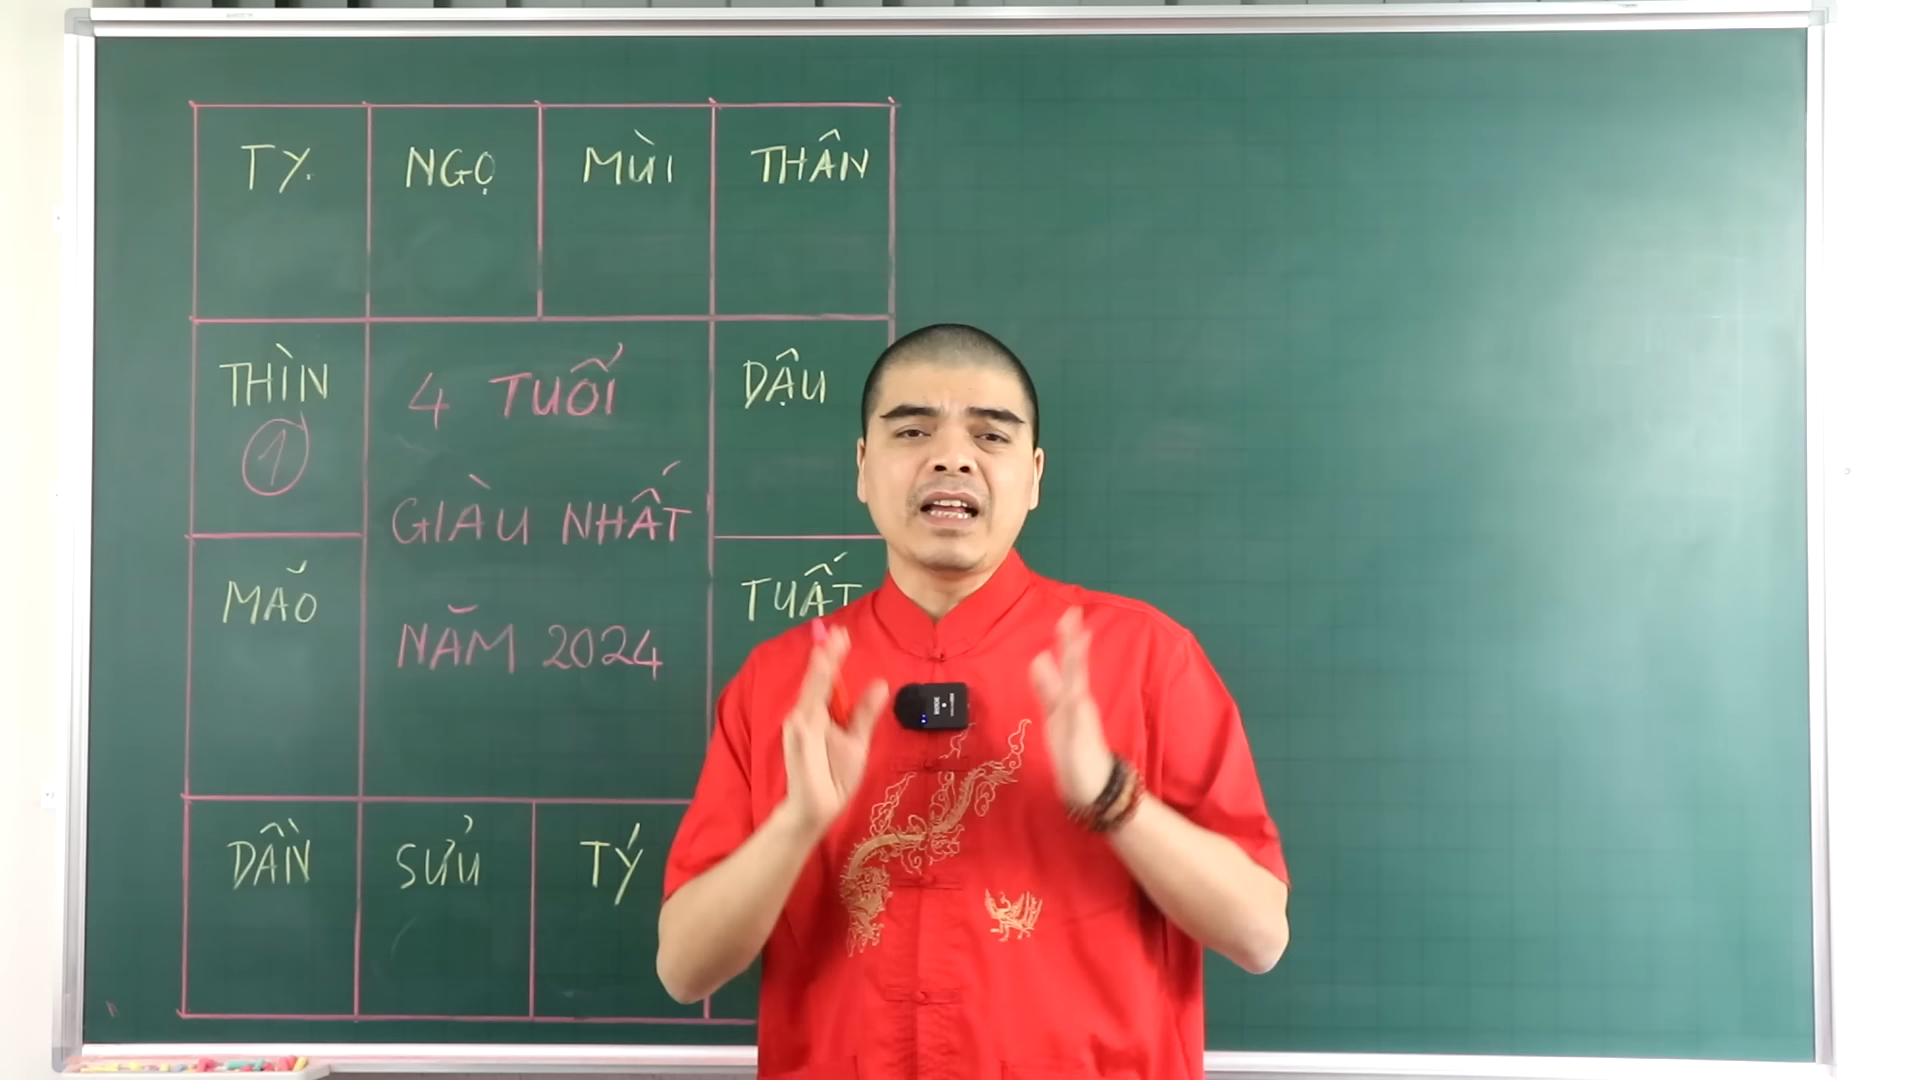 TỴ NGỌ MÙI THÂN
THÌN 4 TUỔI DẬU
1
GIÀU NHẤT
MÃO NĂM 2024 TUẤT
DẦN SỬU TÝ